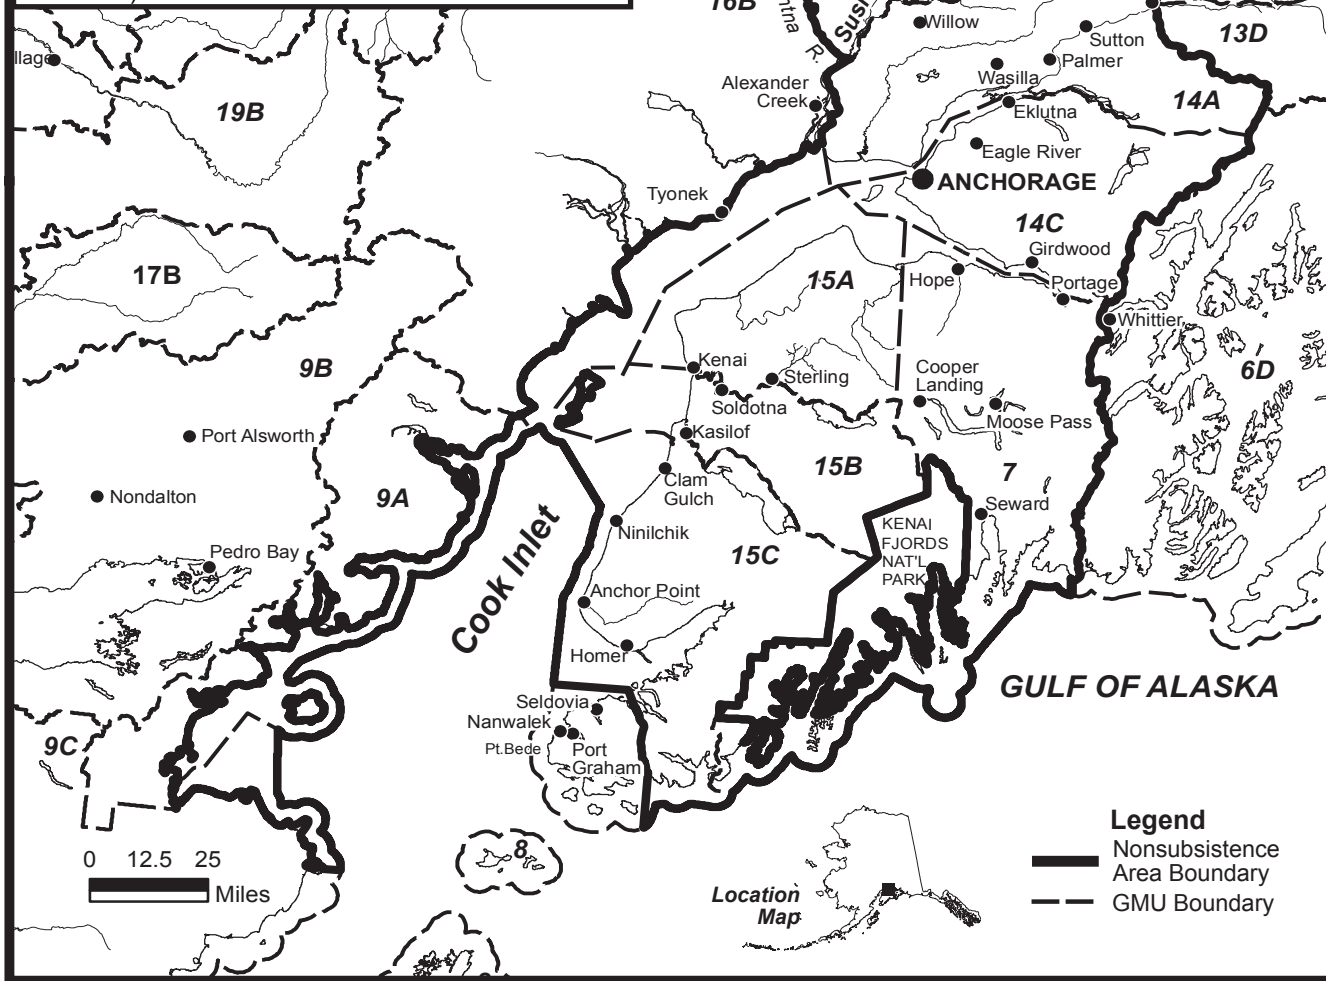 16B
ntna
R.
Susi
Willow
Sutton
Palmer
Wasilla
13D
llage
19B
Alexander
Creek
14A
Eklutna
Eagle River
ANCHORAGE
Tyonek
14C
Girdwood
17B
15A
Hope
Portage
Whittier
9B
Kenai
Sterling
Soldotna
Cooper
Landing
6D
Moose Pass
Port Alsworth
Kasilof
15B
7
Nondalton
9A
Clam
Gulch
Seward
Cook Inlet
Ninilchik
KENAI
FJORDS
NAT'L
PARK
Pedro Bay
15C
Anchor Point
Homer
GULF OF ALASKA
Seldovia
Nanwalek
Pt.Bede
Port
Graham
9C
8
0 12.5 25
Miles
Location
Map
Legend
Nonsubsistence
Area Boundary
GMU Boundary